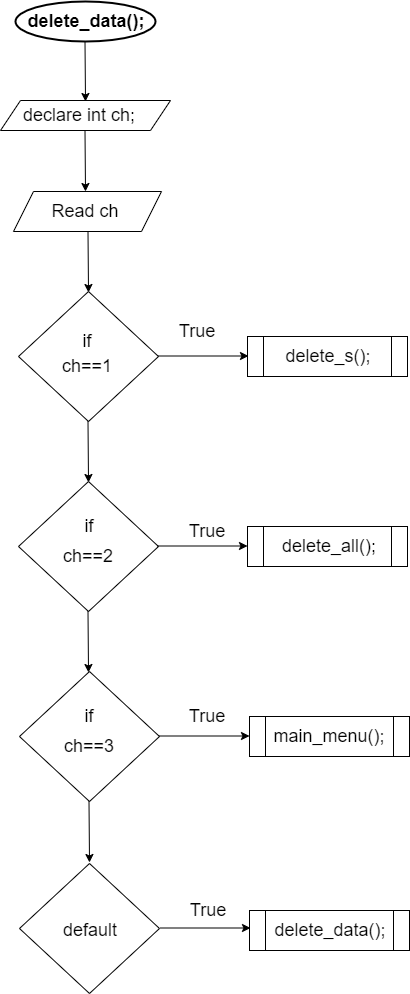 delete_data();
declare int ch;
Read ch
if
ch==1
True
delete_s();
if
ch==2
True
delete_all();
if
ch==3
True
main_menu();
default
True
delete_data();